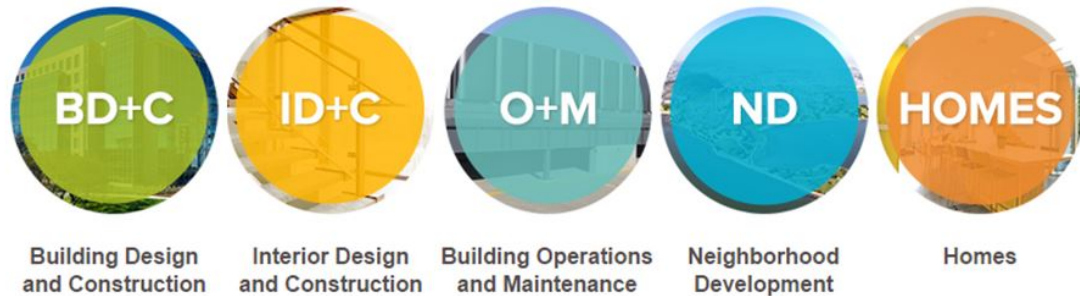 BD+C
ID+C
O+M
ND
HOMES
Building Design
and Construction
Interior Design
and Construction
Building Operations
and Maintenance
Neighborhood
Development
Homes